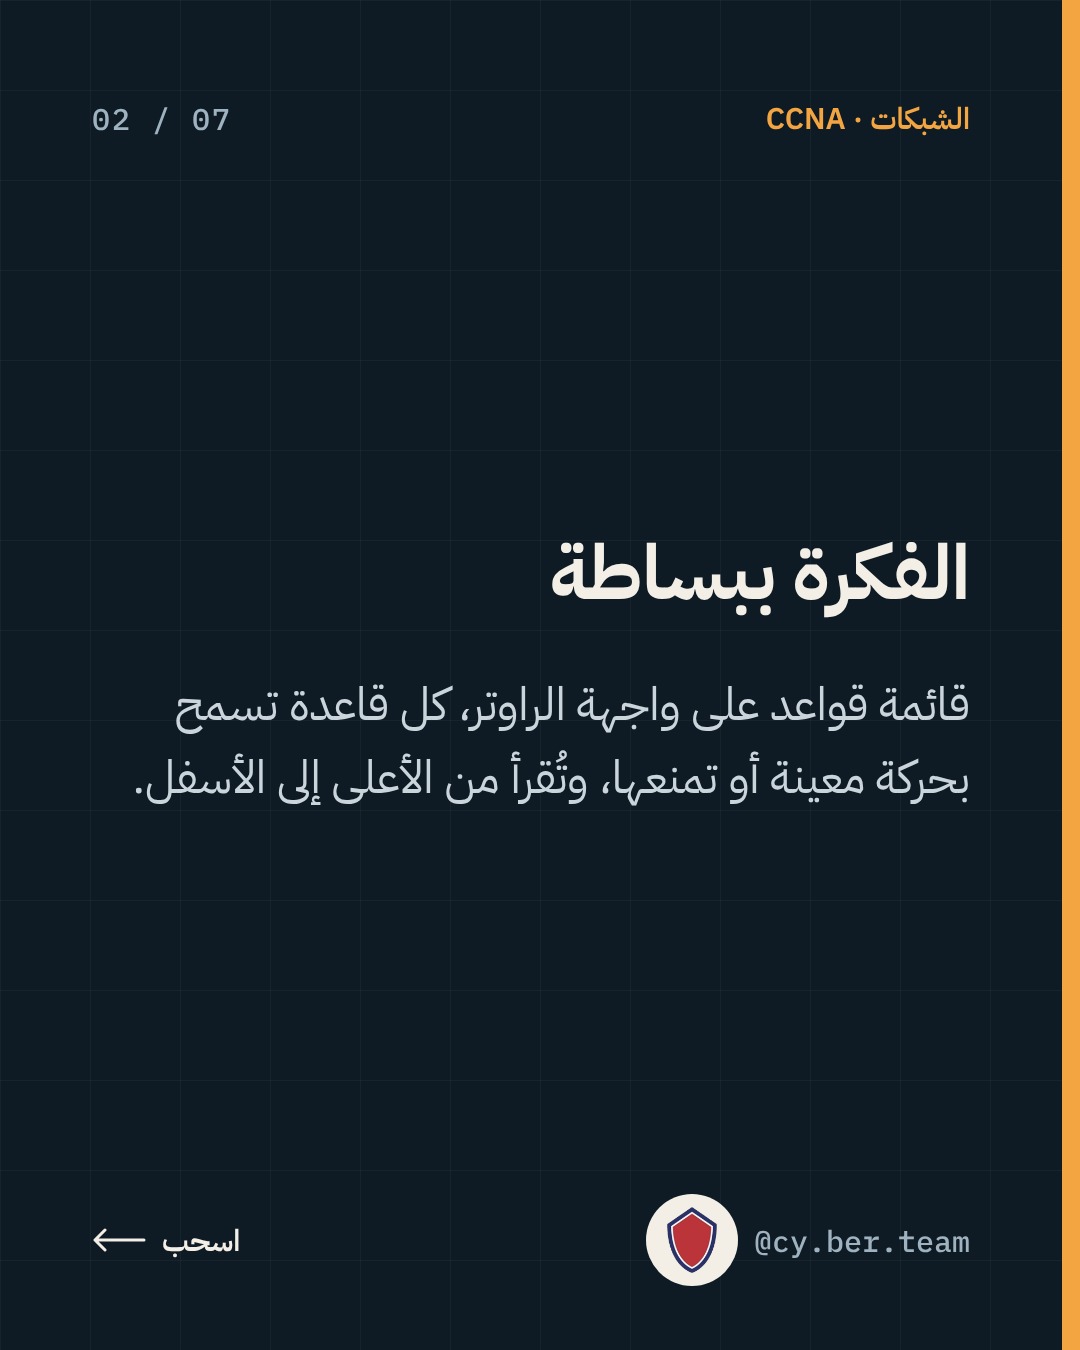 الشبكات · CCNA
02 / 07
الفكرة ببساطة
قائمة قواعد على واجهة الراوتر، كل قاعدة تسمح
بحركة معينة أو تمنعها، وتُقرأ من الأعلى إلى الأسفل.
@cy.ber.team
اسحب ←